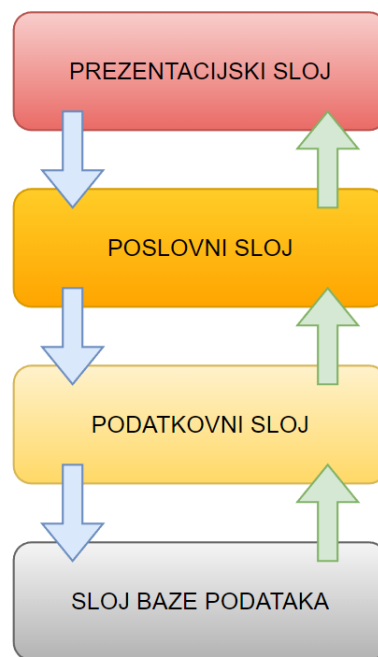 PREZENTACIJSKI SLOJ
POSLOVNI SLOJ
PODATKOVNI SLOJ
SLOJ BAZE PODATAKA